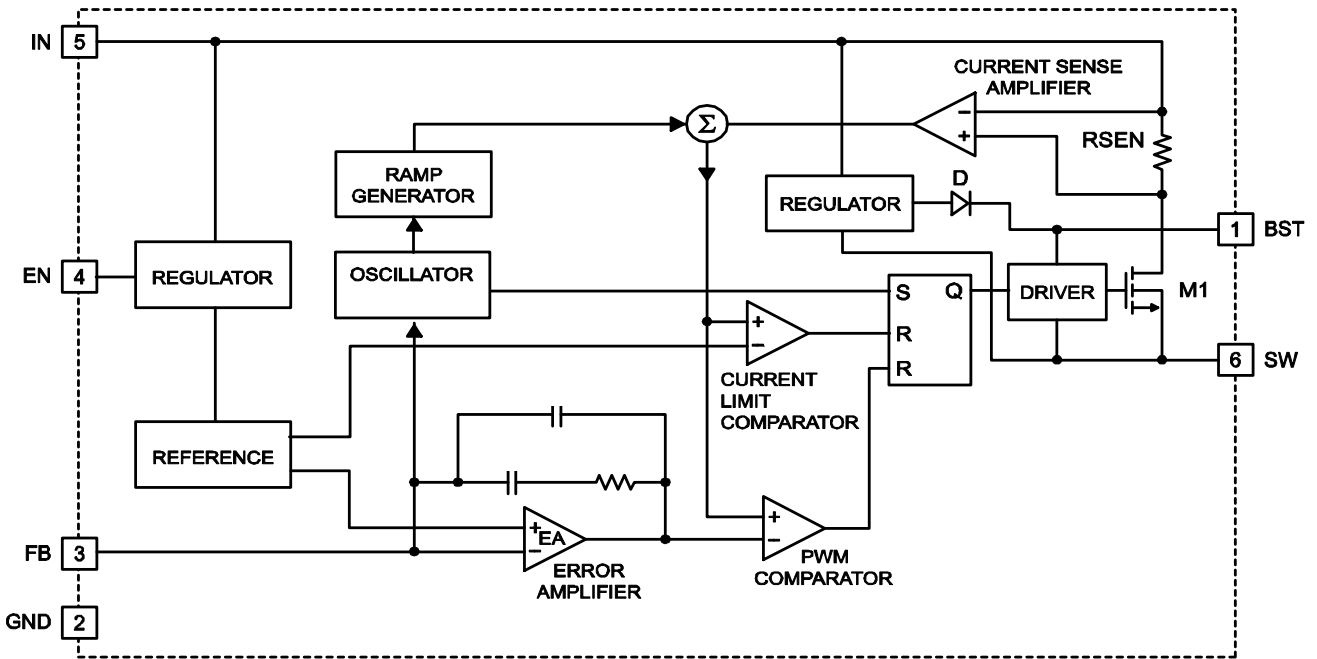 IN 5
CURRENT SENSE
AMPLIFIER
Σ
−
+
RSEN
RAMP
GENERATOR
REGULATOR
D
1 BST
EN 4
REGULATOR
OSCILLATOR
S Q
R
R
DRIVER
M1
+
−
CURRENT
LIMIT
COMPARATOR
6 SW
REFERENCE
+
EA
−
ERROR
AMPLIFIER
+
−
PWM
COMPARATOR
FB 3
GND 2